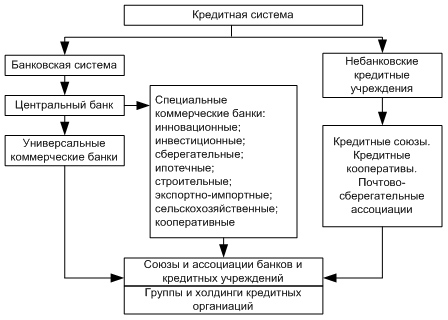 Кредитная система
Банковская система
Небанковские
кредитные
учреждения
Центральный банк
Универсальные
коммерческие банки
Специальные
коммерческие банки:
инновационные;
инвестиционные;
сберегательные;
ипотечные;
строительные;
экспортно-импортные;
сельскохозяйственные;
кооперативные
Кредитные союзы.
Кредитные
кооперативы.
Почтово-
сберегательные
ассоциации
Союзы и ассоциации банков и
кредитных учреждений
Группы и холдинги кредитных
органиаций